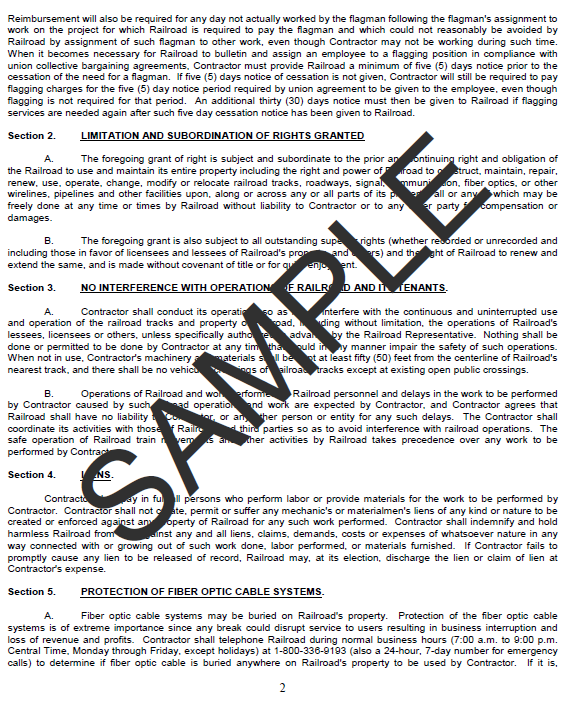 Reimbursement will also be required for any day not actually worked by the flagman following the flagman's assignment to
work on the project for which Railroad is required to pay the flagman and which could not reasonably be avoided by
Railroad by assignment of such flagman to other work, even though Contractor may not be working during such time.
When it becomes necessary for Railroad to bulletin and assign an employee to a flagging position in compliance with
union collective bargaining agreements, Contractor must provide Railroad a minimum of five (5) days notice prior to the
cessation of the need for a flagman. If five (5) days notice of cessation is not given, Contractor will still be required to pay
flagging charges for the five (5) day notice period required by union agreement to be given to the employee, even though
flagging is not required for that period. An additional thirty (30) days notice must then be given to Railroad if flagging
services are needed again after such five day cessation notice has been given to Railroad.
Section 2. LIMITATION AND SUBORDINATION OF RIGHTS GRANTED
A. The foregoing grant of right is subject and subordinate to the prior and continuing right and obligation of
the Railroad to use and maintain its entire property including the right and power of Railroad to construct, maintain, repair,
renew, use, operate, change, modify or relocate railroad tracks, roadways, signal, communication, fiber optics, or other
wirelines, pipelines and other facilities upon, along or across any or all parts of its property, all or any of which may be
freely done at any time or times by Railroad without liability to Contractor or to any other party for compensation or
damages.
B. The foregoing grant is also subject to all outstanding superior rights (whether recorded or unrecorded and
including those in favor of licensees and lessees of Railroad's property, and others) and the right of Railroad to renew and
extend the same, and is made without covenant of title or for quiet enjoyment.
Section 3. NO INTERFERENCE WITH OPERATIONS OF RAILROAD AND ITS TENANTS.
A. Contractor shall conduct its operations so as not to interfere with the continuous and uninterrupted use
and operation of the railroad tracks and property of Railroad, including without limitation, the operations of Railroad's
lessees, licensees or others, unless specifically authorized in advance by the Railroad Representative. Nothing shall be
done or permitted to be done by Contractor at any time that would in any manner impair the safety of such operations.
When not in use, Contractor's machinery and materials shall be kept at least fifty (50) feet from the centerline of Railroad's
nearest track, and there shall be no vehicular crossings of Railroad's tracks except at existing open public crossings.
B. Operations of Railroad and work performed by Railroad personnel and delays in the work to be performed
by Contractor caused by such railroad operations and work are expected by Contractor, and Contractor agrees that
Railroad shall have no liability to Contractor, or any other person or entity for any such delays. The Contractor shall
coordinate its activities with those of Railroad and third parties so as to avoid interference with railroad operations. The
safe operation of Railroad train movements and other activities by Railroad takes precedence over any work to be
performed by Contractor.
Section 4. LIENS.
Contractor shall pay in full all persons who perform labor or provide materials for the work to be performed by
Contractor. Contractor shall not create, permit or suffer any mechanic's or materialmen's liens of any kind or nature to be
created or enforced against any property of Railroad for any such work performed. Contractor shall indemnify and hold
harmless Railroad from and against any and all liens, claims, demands, costs or expenses of whatsoever nature in any
way connected with or growing out of such work done, labor performed, or materials furnished. If Contractor fails to
promptly cause any lien to be released of record, Railroad may, at its election, discharge the lien or claim of lien at
Contractor's expense.
Section 5. PROTECTION OF FIBER OPTIC CABLE SYSTEMS.
A. Fiber optic cable systems may be buried on Railroad's property. Protection of the fiber optic cable
systems is of extreme importance since any break could disrupt service to users resulting in business interruption and
loss of revenue and profits. Contractor shall telephone Railroad during normal business hours (7:00 a.m. to 9:00 p.m.
Central Time, Monday through Friday, except holidays) at 1-800-336-9193 (also a 24-hour, 7-day number for emergency
calls) to determine if fiber optic cable is buried anywhere on Railroad's property to be used by Contractor. If it is,
2
SAMPLE